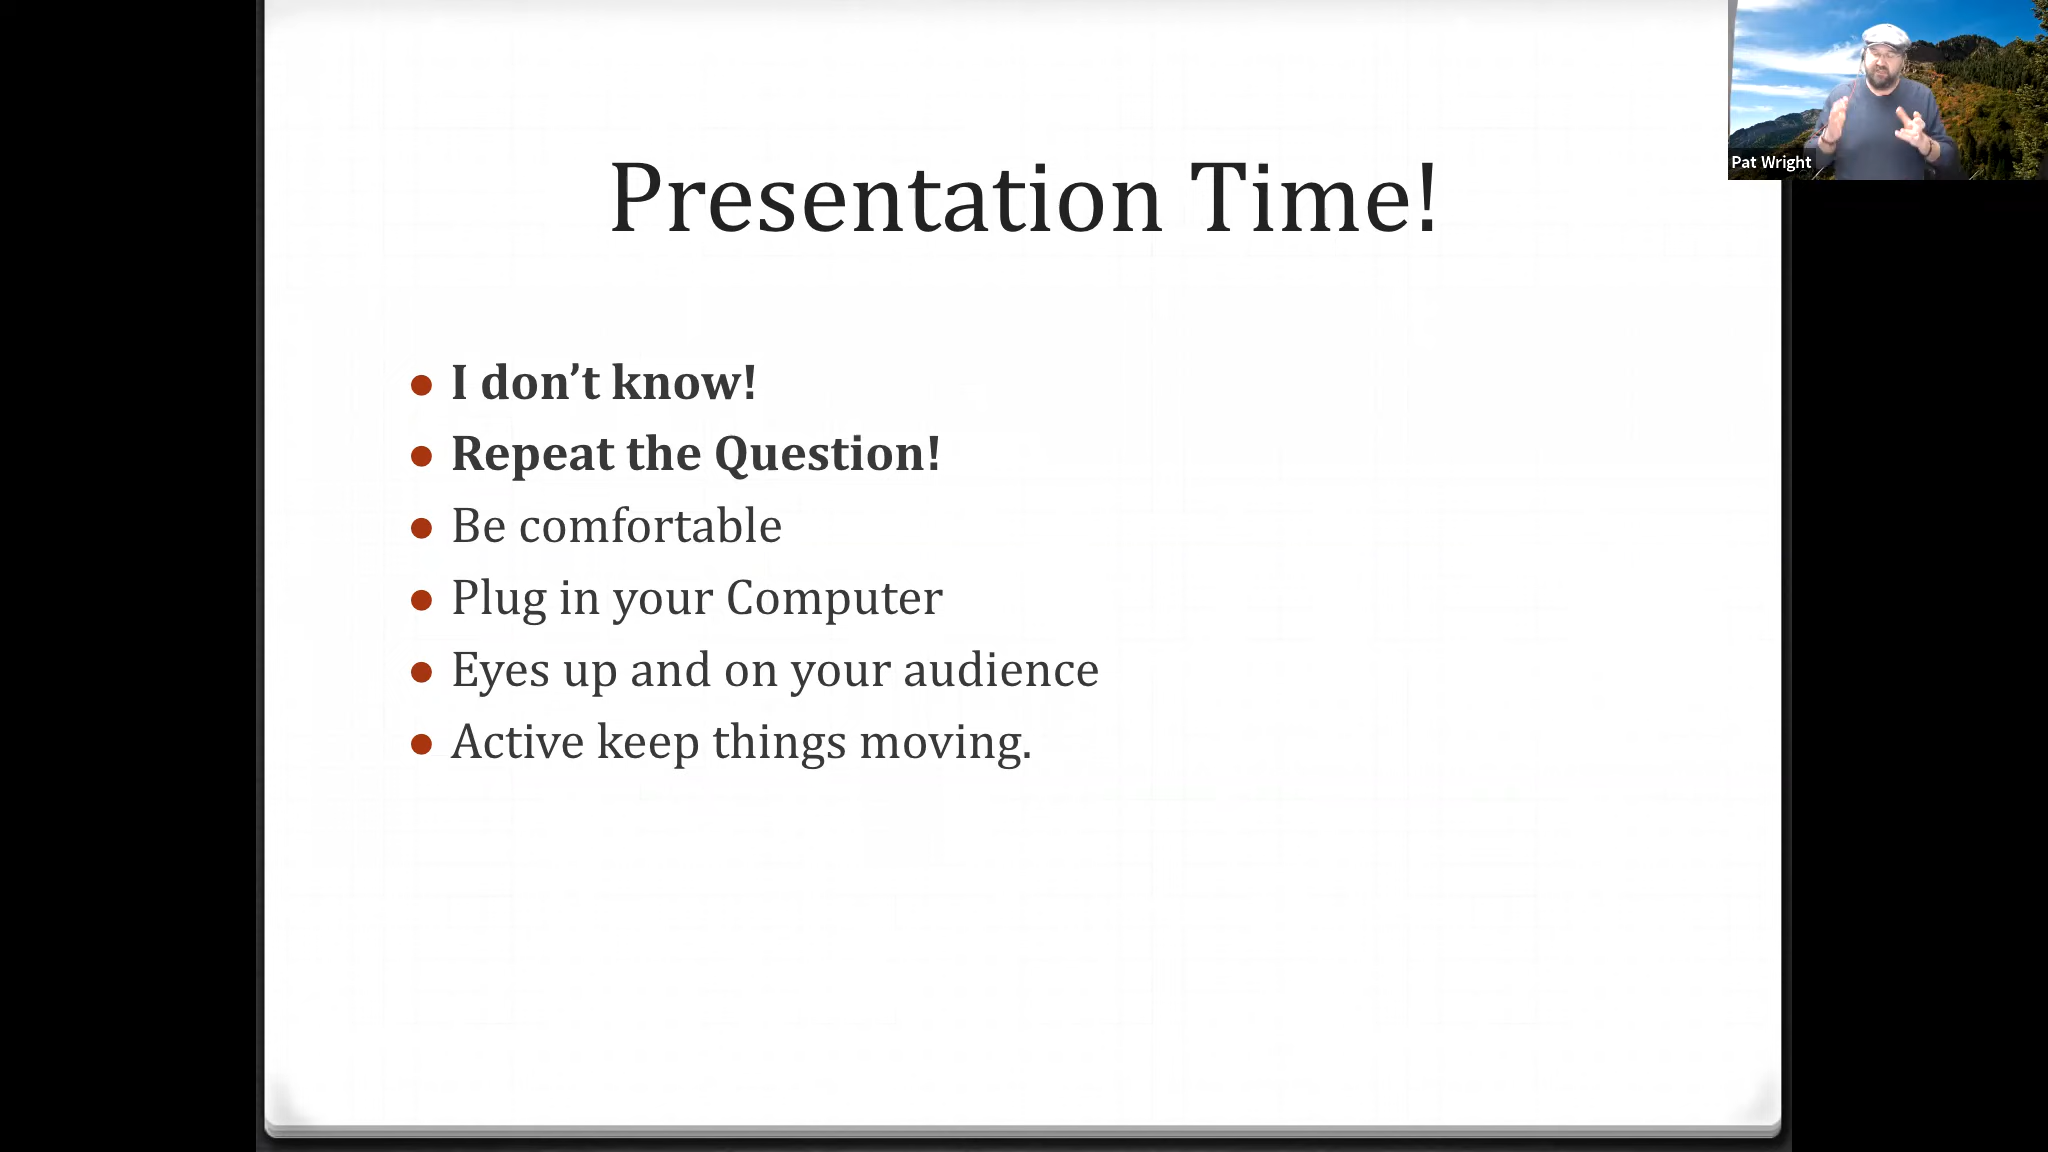 Presentation Time!
I don’t know!
Repeat the Question!
Be comfortable
Plug in your Computer
Eyes up and on your audience
Active keep things moving.
Pat Wright